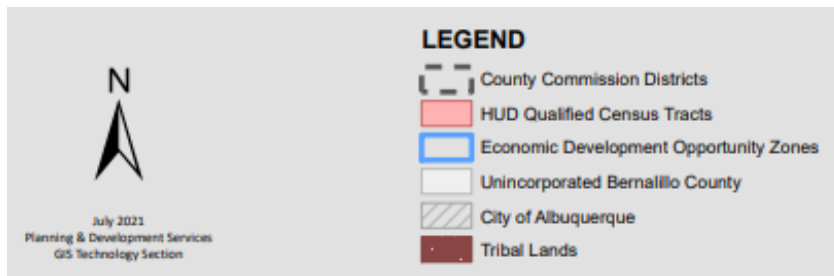 N
July 2021
Planning & Development Services
GIS Technology Section
LEGEND
County Commission Districts
HUD Qualified Census Tracts
Economic Development Opportunity Zones
Unincorporated Bernalillo County
City of Albuquerque
Tribal Lands